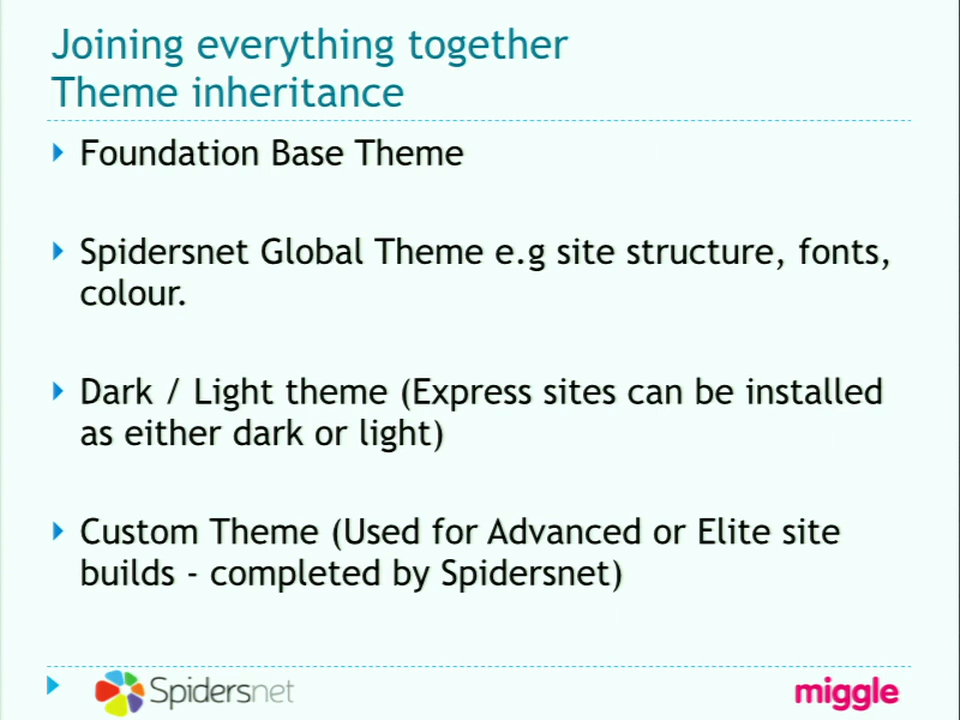 Joining everything together
Theme inheritance
Foundation Base Theme
Spidersnet Global Theme e.g site structure, fonts,
colour.
Dark / Light theme (Express sites can be installed
as either dark or light)
Custom Theme (Used for Advanced or Elite site
builds - completed by Spidersnet)
Spidersnet
miggle